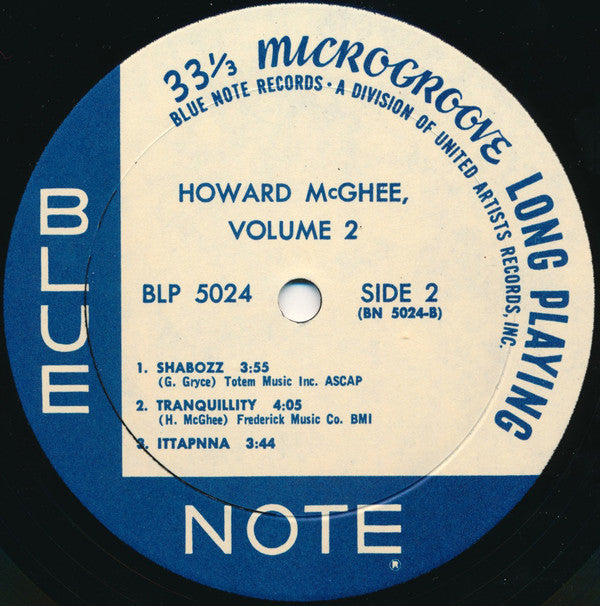 33⅓ MICROGROOVE LONG PLAYING
BLUE NOTE RECORDS · A DIVISION OF UNITED ARTISTS RECORDS, INC.
HOWARD McGHEE,
VOLUME 2
BLP 5024
SIDE 2
(BN 5024-B)
1. SHABOZZ 3:55
(G. Gryce) Totem Music Inc. ASCAP
2. TRANQUILLITY 4:05
(H. McGhee) Frederick Music Co. BMI
3. ITTAPNNA 3:44
BLUE
NOTE
®